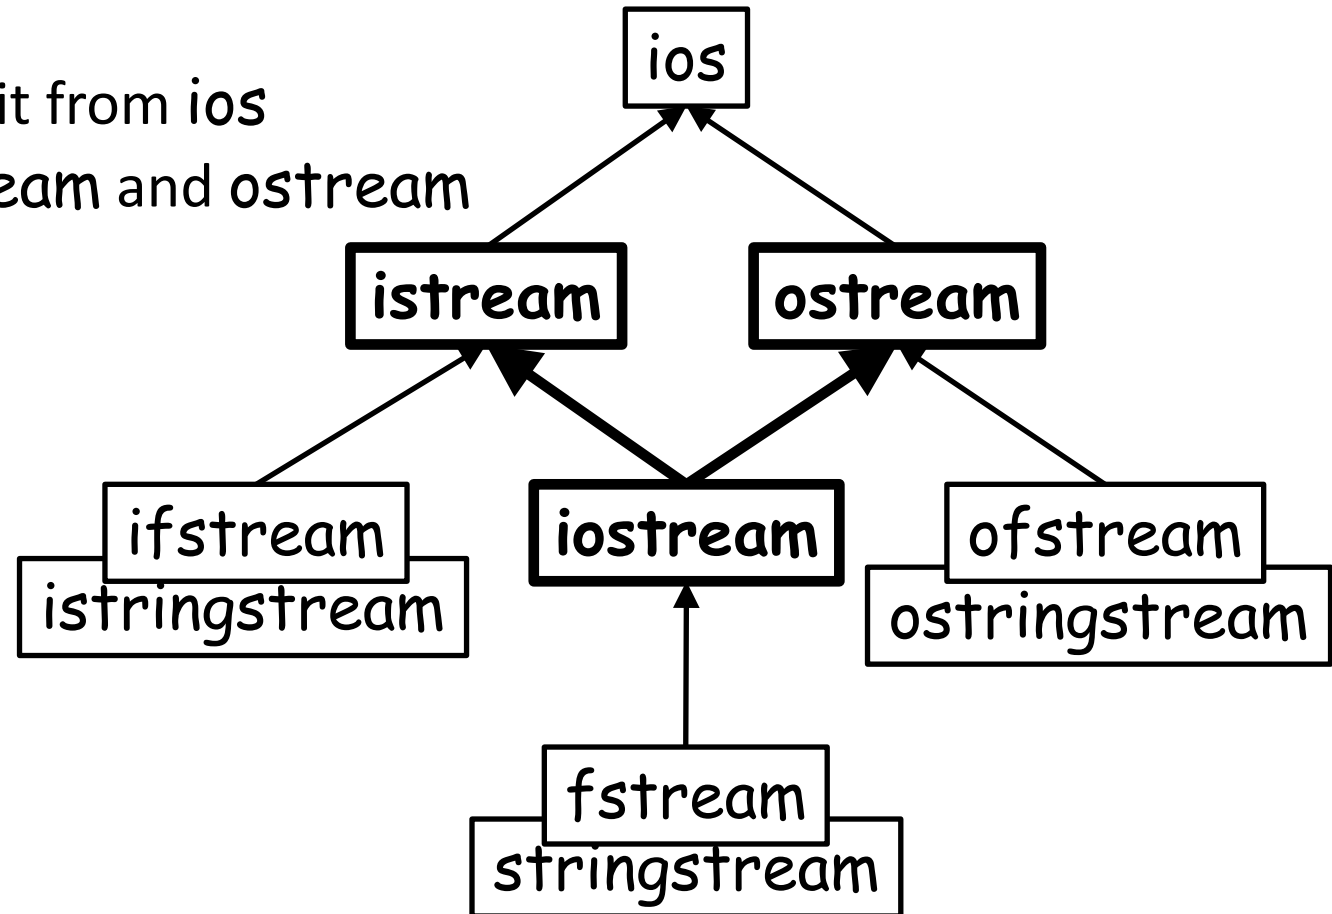 ios
it from ios
eam and ostream
istream
ostream
ifstream
iostream
ofstream
istringstream
ostringstream
fstream
stringstream